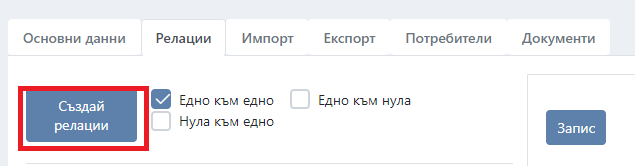 Основни данни Релации Импорт Експорт Потребители Документи
Създай релации
Едно към едно Едно към нула
Нула към едно
Запис